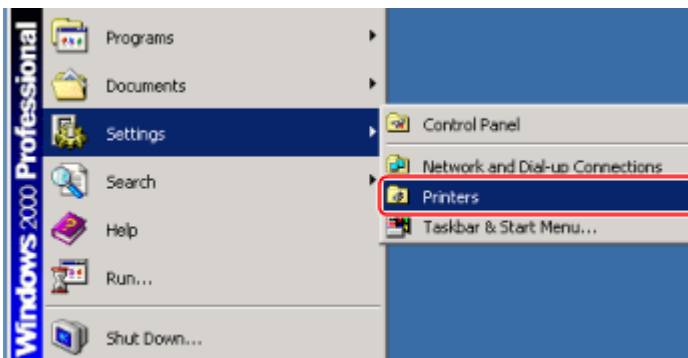 Windows 2000 Professional
Programs
Documents
Settings
Search
Help
Run...
Shut Down...
Control Panel
Network and Dial-up Connections
Printers
Taskbar & Start Menu...